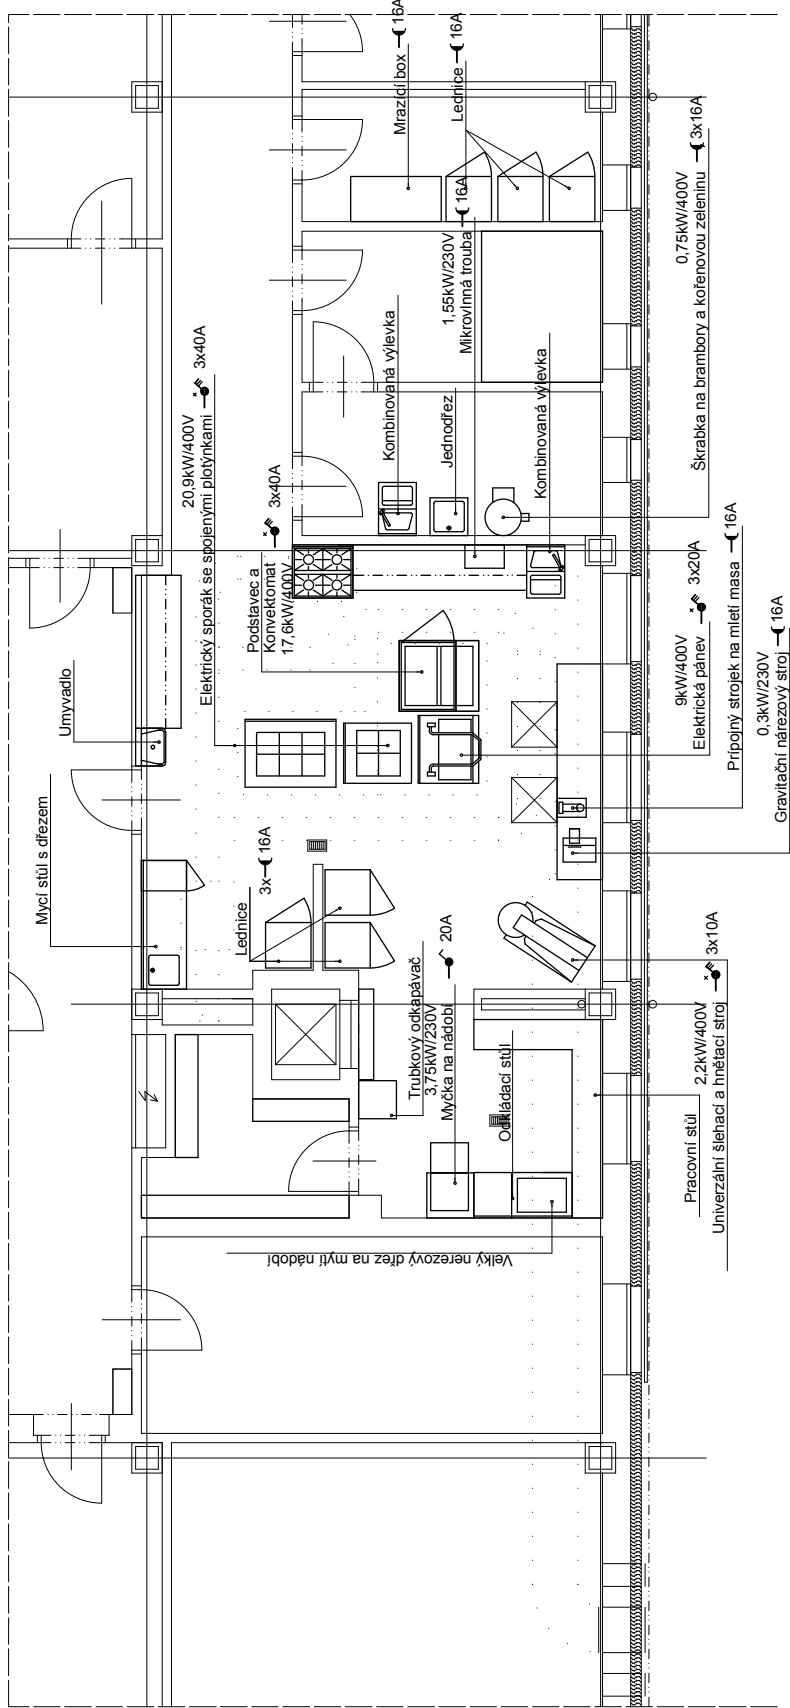 Mrazící box 16A
Lednice 16A
1,55kW/230V
Mikrovlnná trouba 16A
0,75kW/400V
Škrabka na brambory a kořenovou zeleninu 3x16A
Kombinovaná výlevka
Jednodřez
Kombinovaná výlevka
20,9kW/400V
Elektrický sporák se spojenými plotýnkami 3x40A
Podstavec a
Konvektomat
17,6kW/400V
3x40A
Umyvadlo
9kW/400V
Elektrická pánev 3x20A
Prípojný strojek na mletí masa 16A
0,3kW/230V
Gravitační nárezový stroj 16A
Mycí stůl s dřezem
Lednice
3x 16A
Trubkový odkapávač
3,75kW/230V
Myčka na nádobí 20A
Odkládací stůl
Pracovní stůl
2,2kW/400V
Univerzální šlehací a hnětací stroj 3x10A
Velký nerezový dřez na mytí nádobí